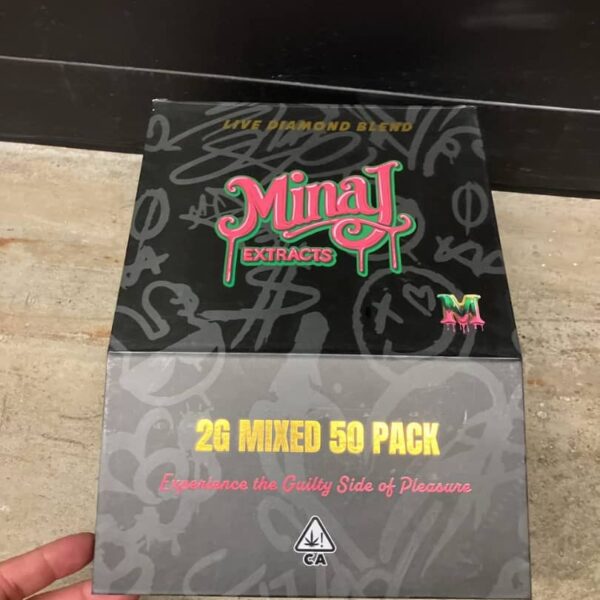 LIVE DIAMOND BLEND
Minaj
EXTRACTS
M
2G MIXED 50 PACK
Experience the Guilty Side of Pleasure
CA